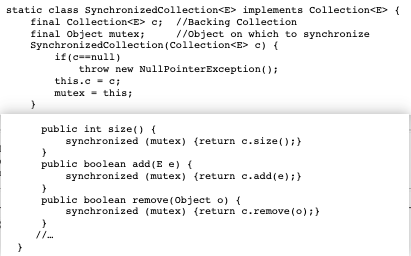 static class SynchronizedCollection<E> implements Collection<E> {
    final Collection<E> c;  //Backing Collection
    final Object mutex;     //Object on which to synchronize
    SynchronizedCollection(Collection<E> c) {
        if(c==null)
            throw new NullPointerException();
        this.c = c;
        mutex = this;
    }
    public int size() {
        synchronized (mutex) {return c.size();}
    }
    public boolean add(E e) {
        synchronized (mutex) {return c.add(e);}
    }
    public boolean remove(Object o) {
        synchronized (mutex) {return c.remove(o);}
    }
    //…
}